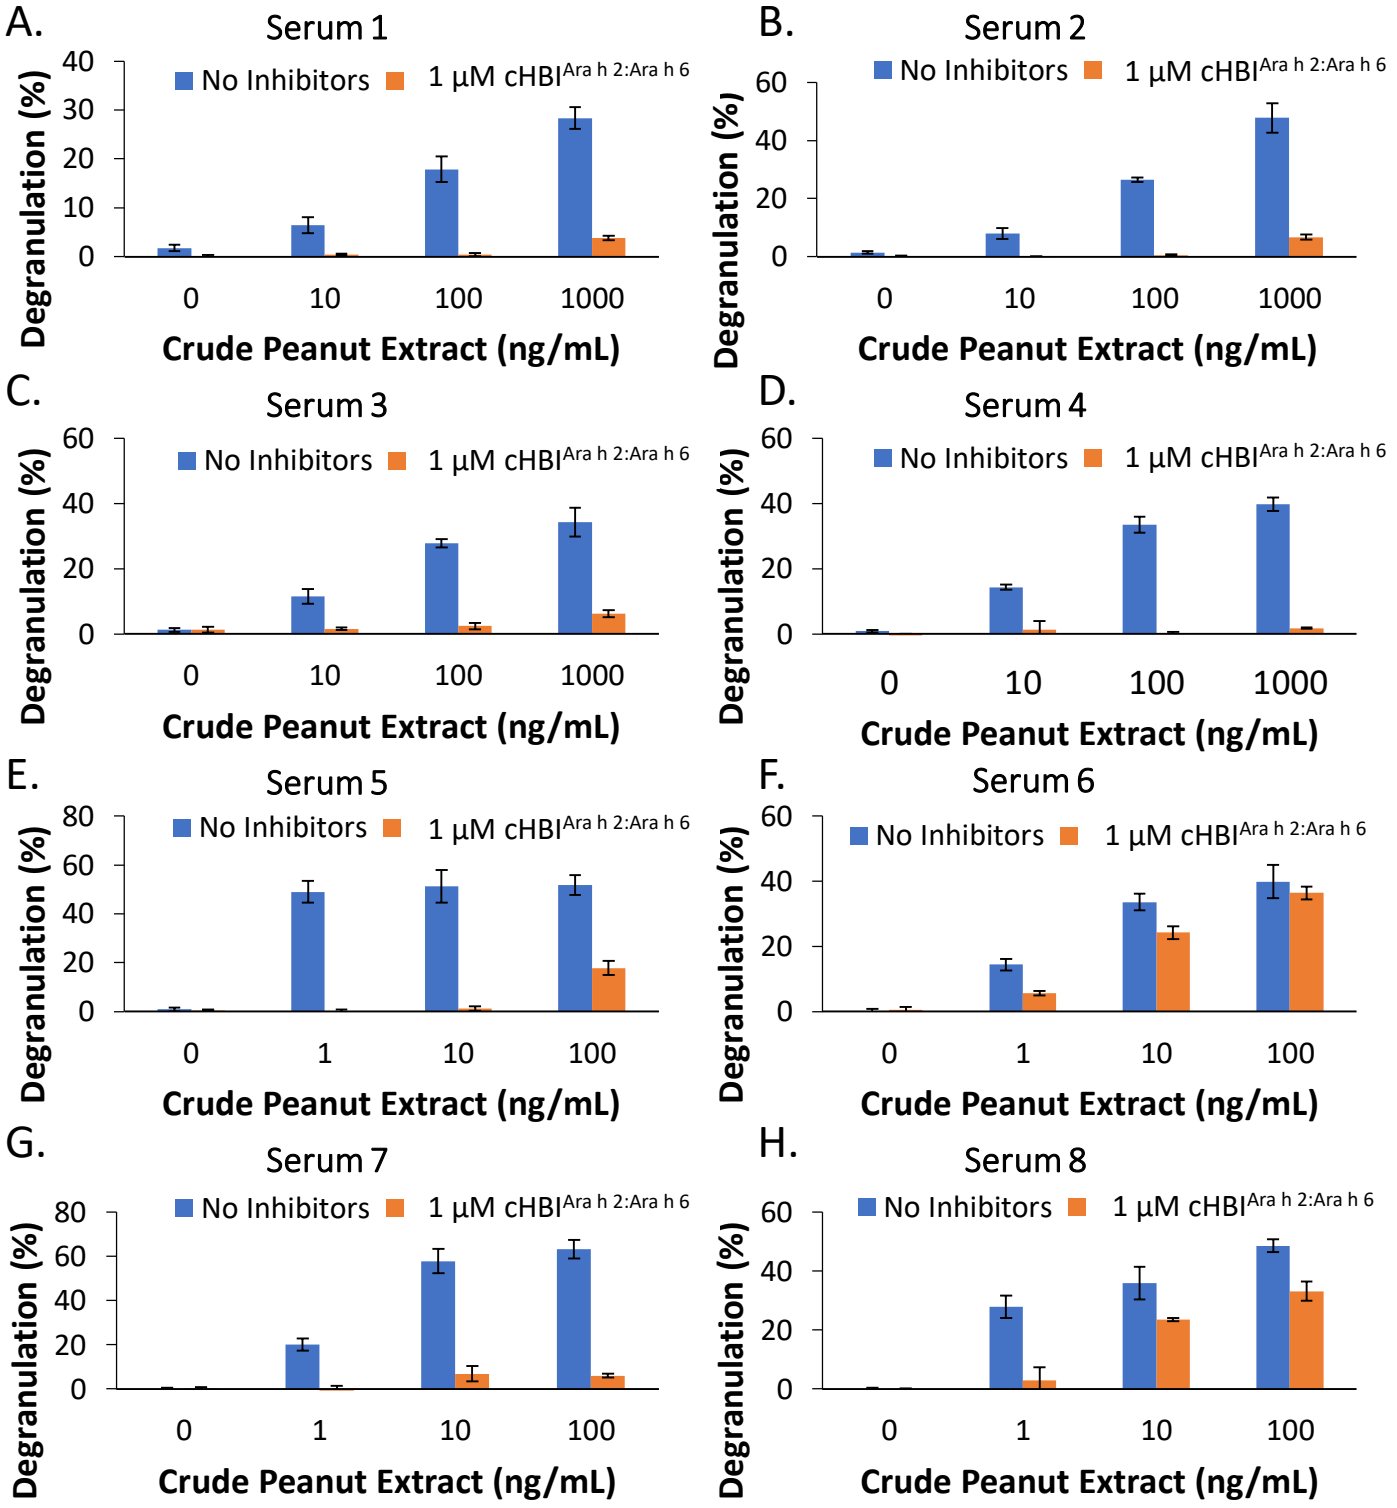 A.
Serum 1
No Inhibitors 1 µM cHBI^Ara h 2:Ara h 6
Degranulation (%)
40
30
20
10
0
0 10 100 1000
Crude Peanut Extract (ng/mL)
B.
Serum 2
No Inhibitors 1 µM cHBI^Ara h 2:Ara h 6
Degranulation (%)
60
40
20
0
0 10 100 1000
Crude Peanut Extract (ng/mL)
C.
Serum 3
No Inhibitors 1 µM cHBI^Ara h 2:Ara h 6
Degranulation (%)
60
40
20
0
0 10 100 1000
Crude Peanut Extract (ng/mL)
D.
Serum 4
No Inhibitors 1 µM cHBI^Ara h 2:Ara h 6
Degranulation (%)
60
40
20
0
0 10 100 1000
Crude Peanut Extract (ng/mL)
E.
Serum 5
No Inhibitors 1 µM cHBI^Ara h 2:Ara h 6
Degranulation (%)
80
60
40
20
0
0 1 10 100
Crude Peanut Extract (ng/mL)
F.
Serum 6
No Inhibitors 1 µM cHBI^Ara h 2:Ara h 6
Degranulation (%)
60
40
20
0
0 1 10 100
Crude Peanut Extract (ng/mL)
G.
Serum 7
No Inhibitors 1 µM cHBI^Ara h 2:Ara h 6
Degranulation (%)
80
60
40
20
0
0 1 10 100
Crude Peanut Extract (ng/mL)
H.
Serum 8
No Inhibitors 1 µM cHBI^Ara h 2:Ara h 6
Degranulation (%)
60
40
20
0
0 1 10 100
Crude Peanut Extract (ng/mL)